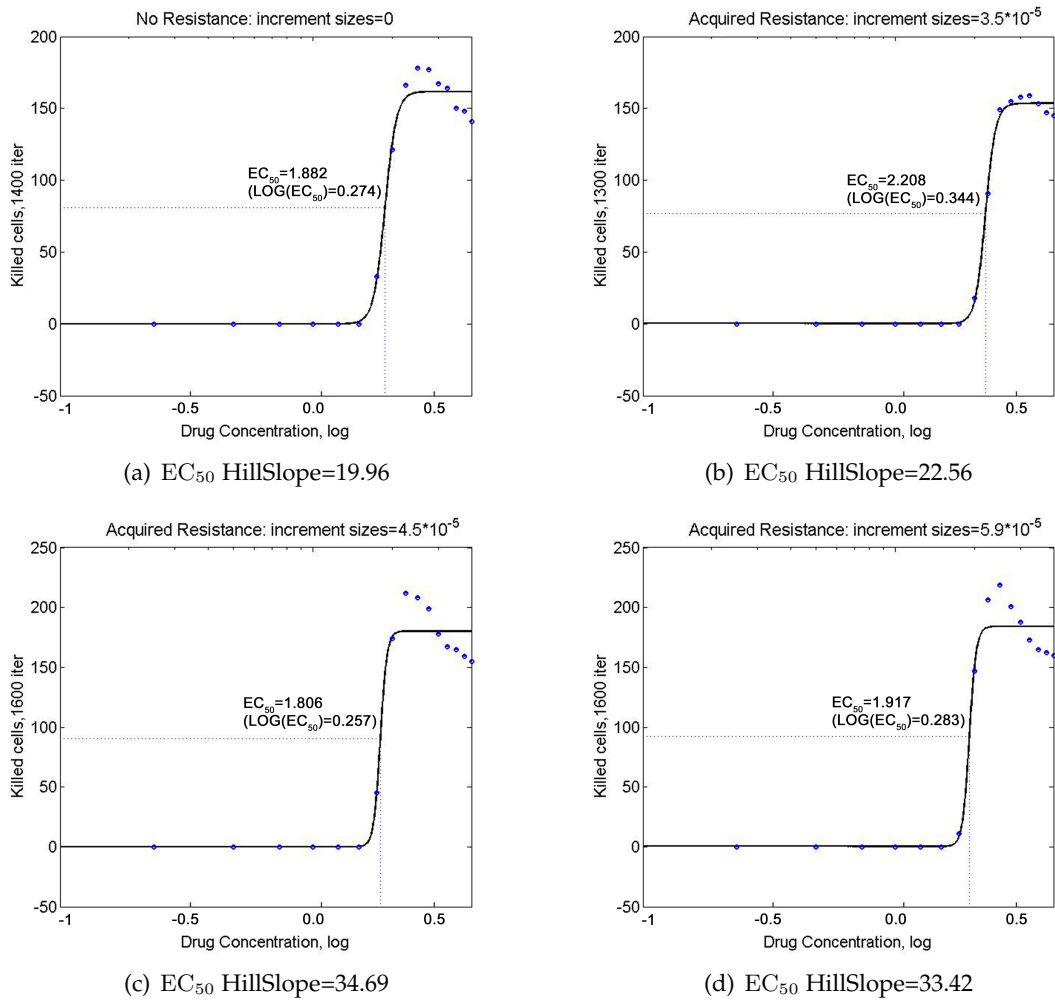 No Resistance: increment sizes=0
200
150
100
50
0
-50
Killed cells,1400 iter
EC50=1.882
(LOG(EC50)=0.274)
-1
-0.5
0.0
0.5
Drug Concentration, log
(a) EC50 HillSlope=19.96
Acquired Resistance: increment sizes=3.5*10-5
200
150
100
50
0
-50
Killed cells,1300 iter
EC50=2.208
(LOG(EC50)=0.344)
-1
-0.5
0.0
0.5
Drug Concentration, log
(b) EC50 HillSlope=22.56
Acquired Resistance: increment sizes=4.5*10-5
250
200
150
100
50
0
-50
Killed cells,1600 iter
EC50=1.806
(LOG(EC50)=0.257)
-1
-0.5
0.0
0.5
Drug Concentration, log
(c) EC50 HillSlope=34.69
Acquired Resistance: increment sizes=5.9*10-5
250
200
150
100
50
0
-50
Killed cells,1600 iter
EC50=1.917
(LOG(EC50)=0.283)
-1
-0.5
0.0
0.5
Drug Concentration, log
(d) EC50 HillSlope=33.42